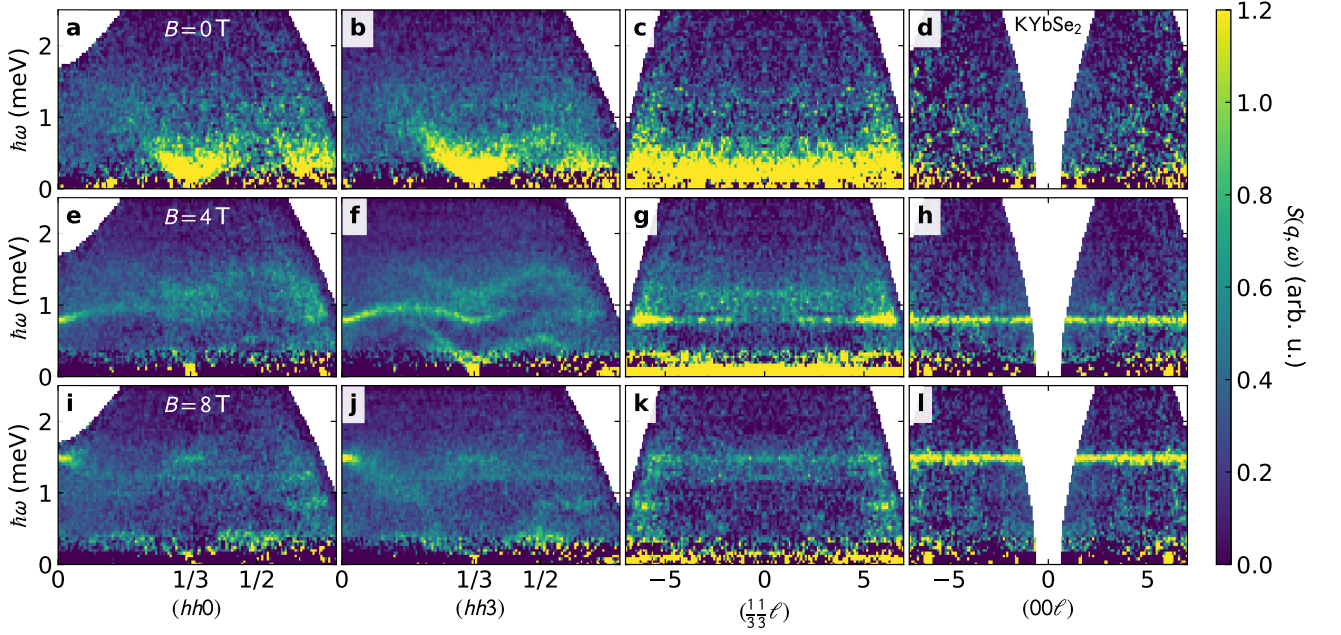 a B = 0 T b c d KYbSe₂ 1.2
ħω (meV) 2 1 0
1.0
e B = 4 T f g h
ħω (meV) 2 1 0
0.8
0.6 S(q, ω) (arb. u.)
0.4
i B = 8 T j k l
ħω (meV) 2 1 0
0.2
0.0
0 1/3 1/2 0 1/3 1/2 −5 0 5 −5 0 5
(hh0) (hh3) (1/3 1/3 ℓ) (00ℓ)